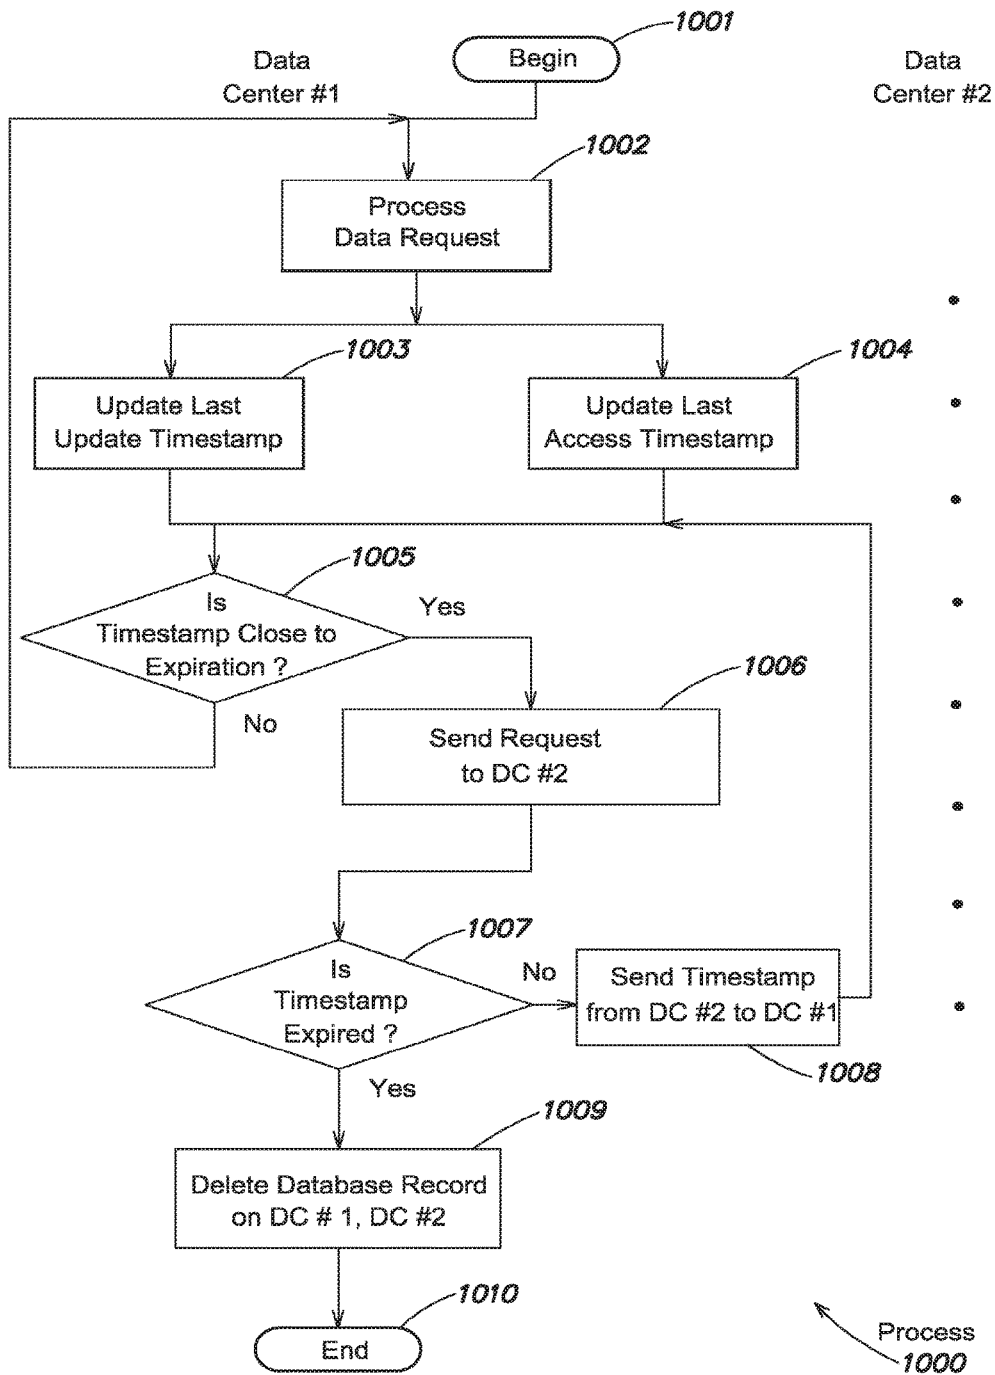 1001
Data
Center #1
Begin
Data
Center #2
1002
Process
Data Request
1003
Update Last
Update Timestamp
1004
Update Last
Access Timestamp
1005
Is
Timestamp Close to
Expiration ?
Yes
No
1006
Send Request
to DC #2
1007
Is
Timestamp
Expired ?
No
Send Timestamp
from DC #2 to DC #1
1008
Yes
1009
Delete Database Record
on DC # 1, DC #2
1010
End
Process
1000